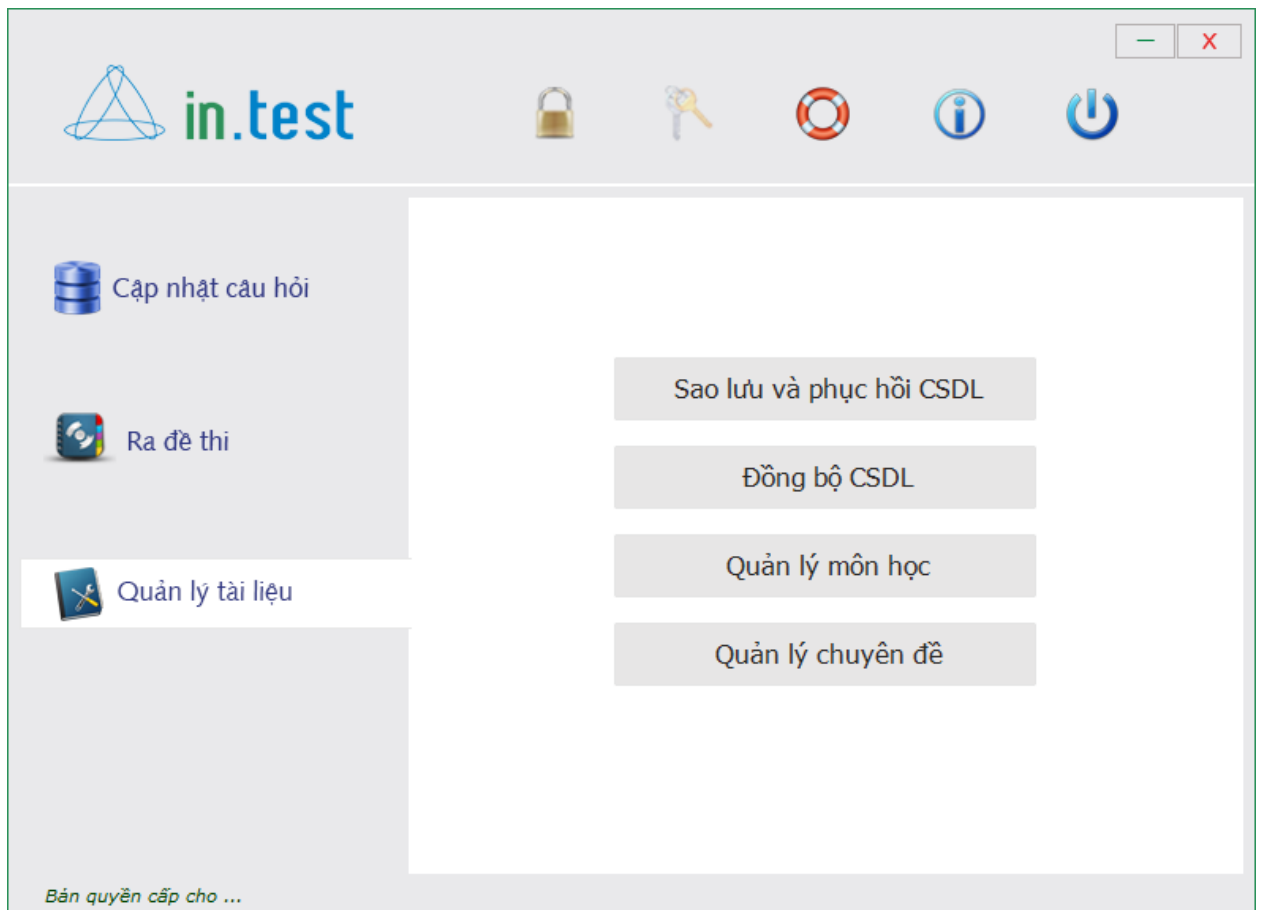 in.test
Cập nhật câu hỏi
Ra đề thi
Quản lý tài liệu
Sao lưu và phục hồi CSDL
Đồng bộ CSDL
Quản lý môn học
Quản lý chuyên đề
Bản quyền cấp cho ...